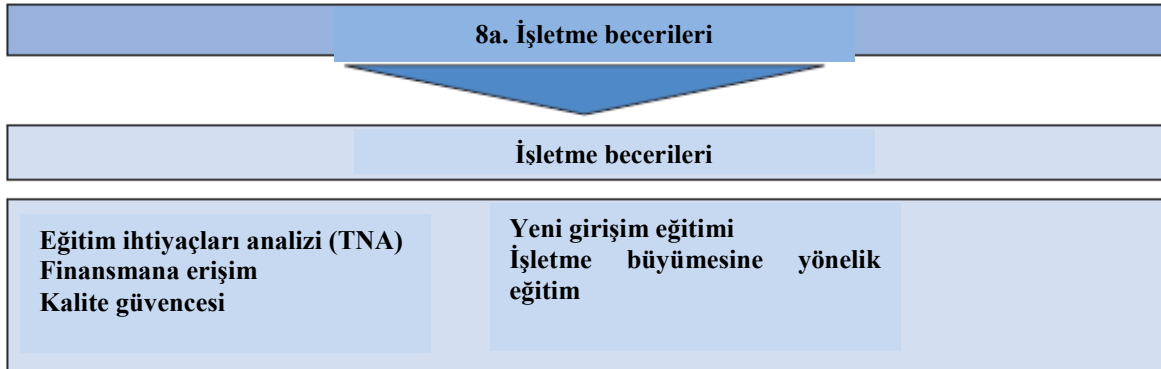 8a. İşletme becerileri
İşletme becerileri
Eğitim ihtiyaçları analizi (TNA)
Finansmana erişim
Kalite güvencesi
Yeni girişim eğitimi
İşletme büyümesine yönelik
eğitim